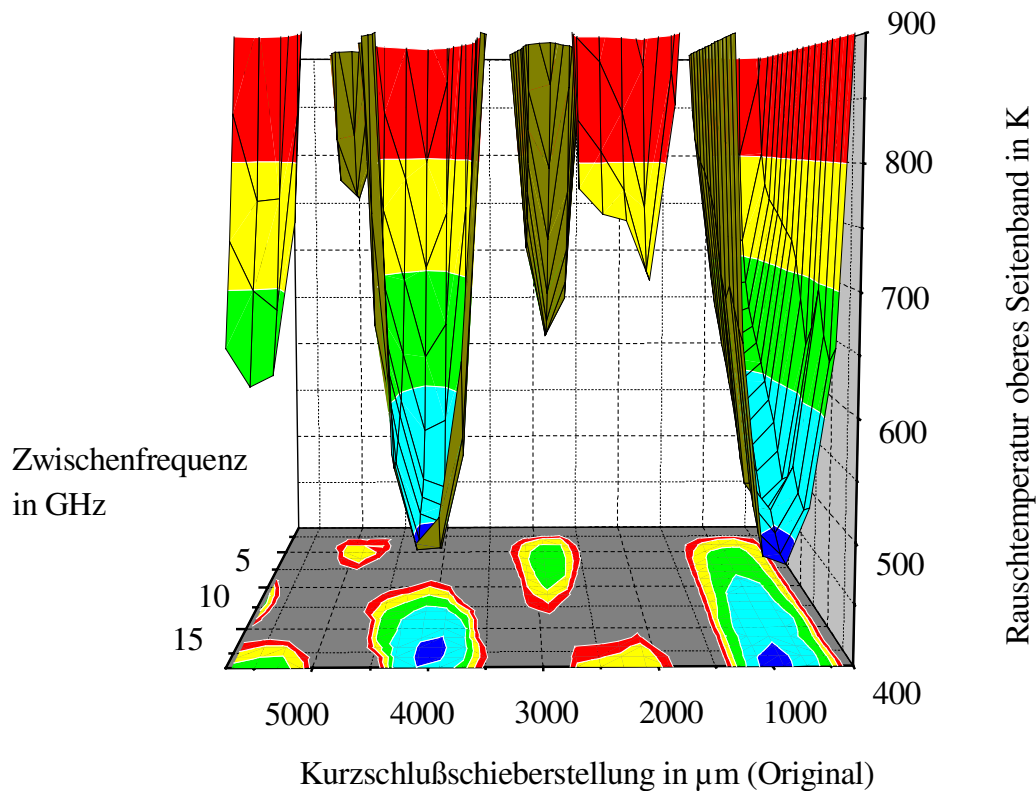 900
800
700
600
500
400
Rauschtemperatur oberes Seitenband in K
Zwischenfrequenz
in GHz
5
10
15
5000 4000 3000 2000 1000
Kurzschlußschieberstellung in µm (Original)